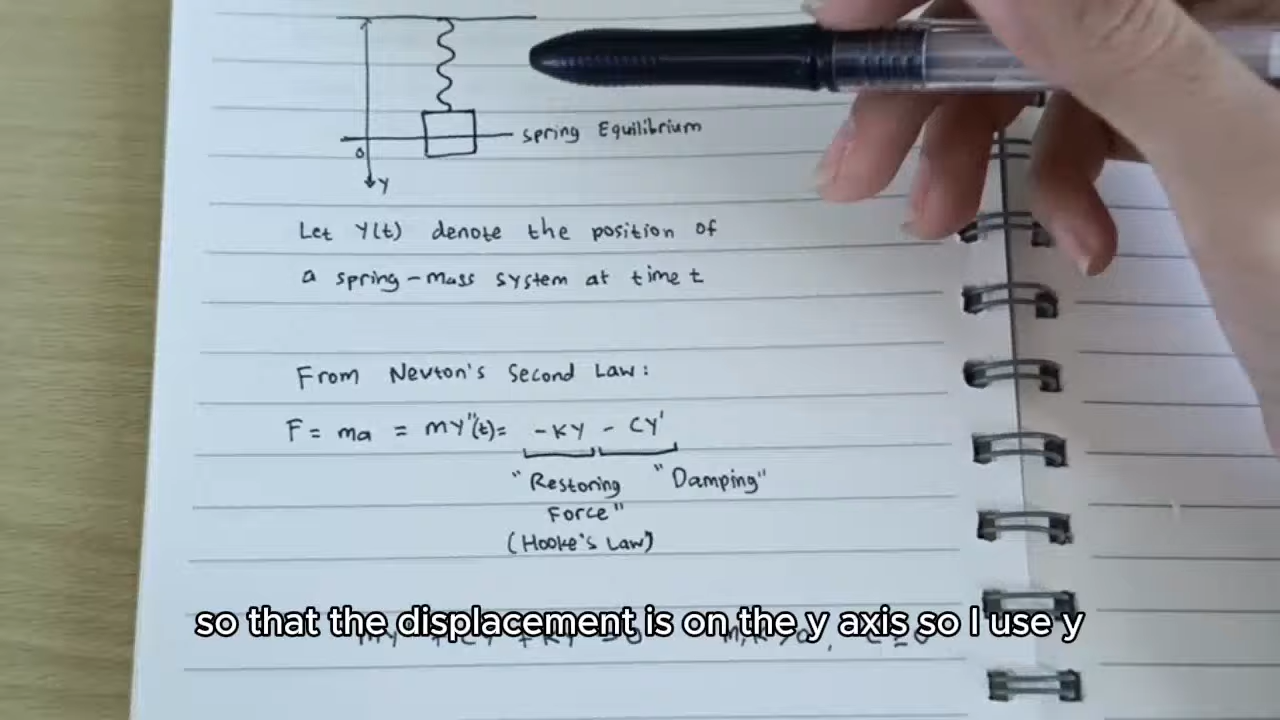 spring Equilibrium
0
y
Let Y(t) denote the position of
a spring-mass system at time t
From Newton's Second Law:
F = ma = my"(t) = -Ky - Cy'
"Restoring "Damping"
Force"
(Hooke's Law)
so that the displacement is on the y axis so I use y